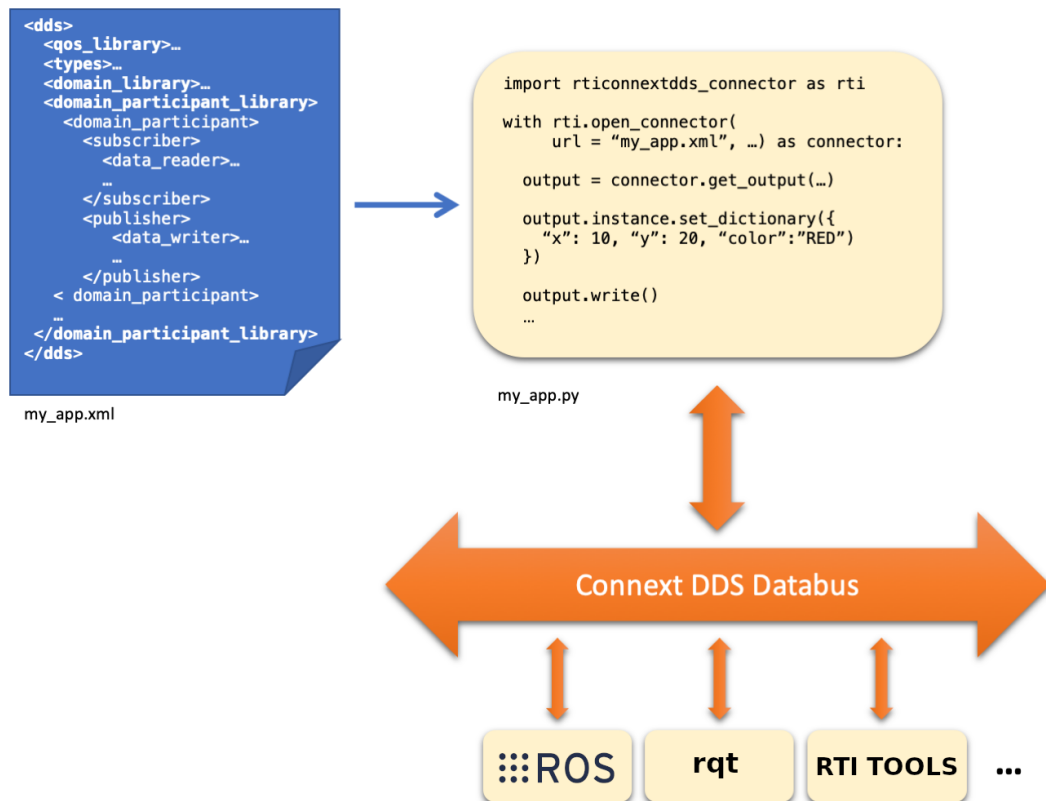 <dds>
<qos_library>…
<types>…
<domain_library>…
<domain_participant_library>
<domain_participant>
<subscriber>
<data_reader>…
…
</subscriber>
<publisher>
<data_writer>…
…
</publisher>
< domain_participant>
…
</domain_participant_library>
</dds>
my_app.xml
import rticonnextdds_connector as rti
with rti.open_connector(
url = “my_app.xml”, …) as connector:
output = connector.get_output(…)
output.instance.set_dictionary({
“x”: 10, “y”: 20, “color”:”RED”)
})
output.write()
…
my_app.py
Connext DDS Databus
ROS
rqt
RTI TOOLS
…